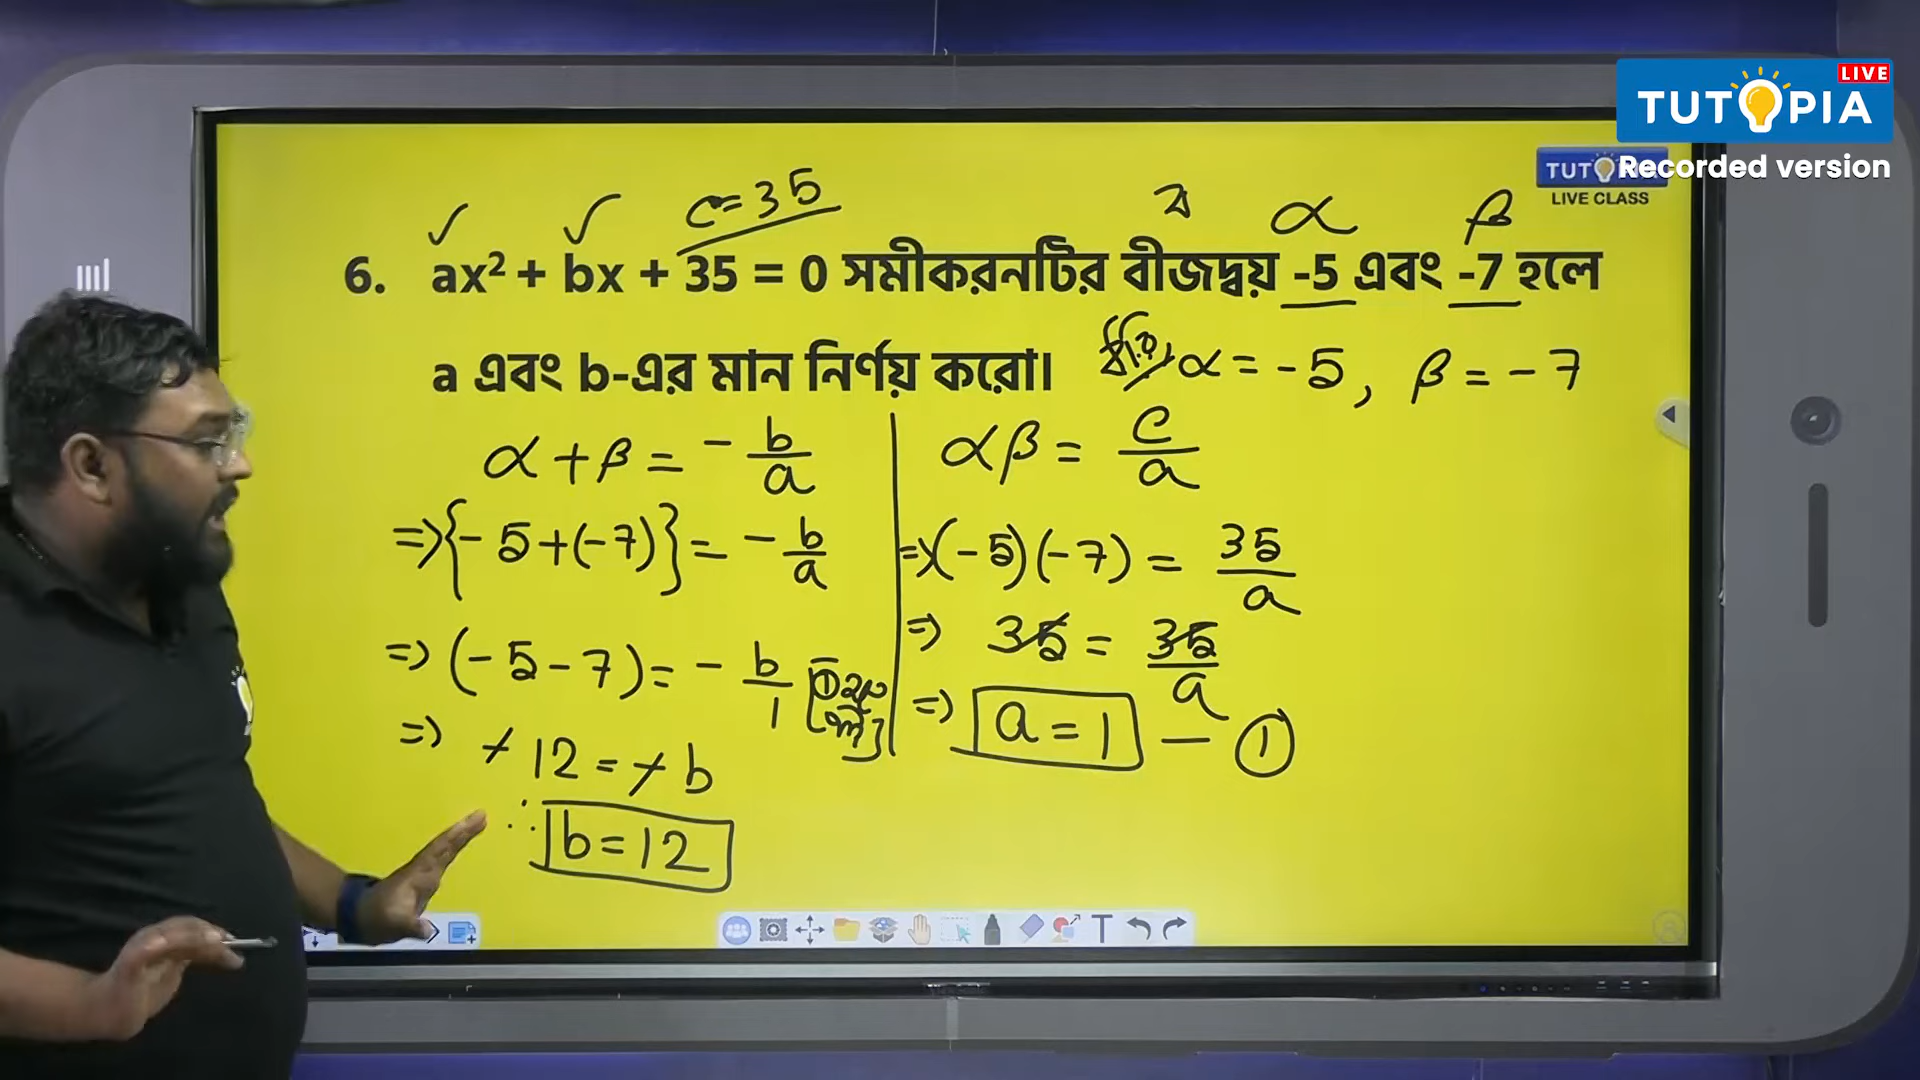 LIVE
TUTOPIA
Recorded version
TUTOPIA
LIVE CLASS
c=35
α β
6. ax² + bx + 35 = 0 সমীকরনটির বীজদ্বয় -5 এবং -7 হলে
a এবং b-এর মান নির্ণয় করো।
α = -5, β = -7
α + β = - b/a
=> {-5+(-7)} = - b/a
=> (-5-7) = - b/1
=> -12 = -b
∴ b = 12
αβ = c/a
=> (-5)(-7) = 35/a
=> 35 = 35/a
=> a = 1 — ①